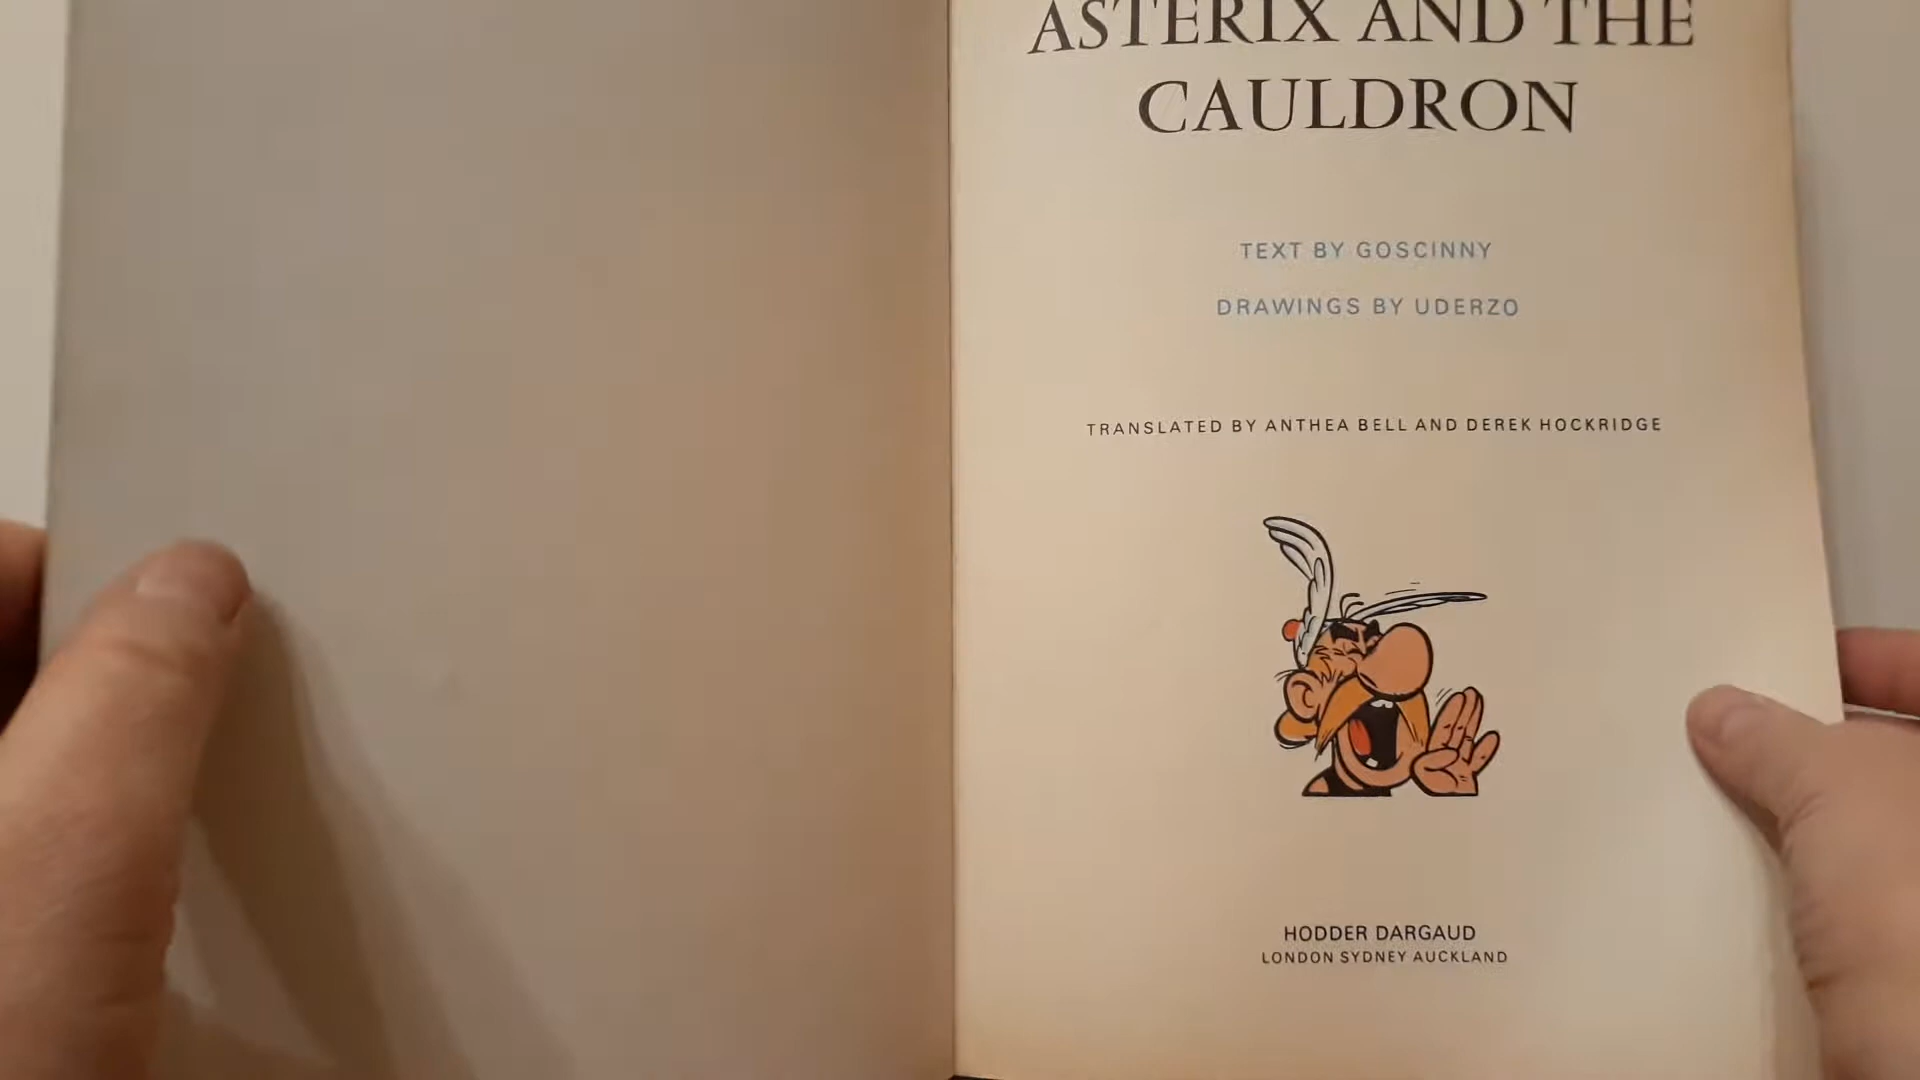 ASTERIX AND THE
CAULDRON
TEXT BY GOSCINNY
DRAWINGS BY UDERZO
TRANSLATED BY ANTHEA BELL AND DEREK HOCKRIDGE
HODDER DARGAUD
LONDON SYDNEY AUCKLAND